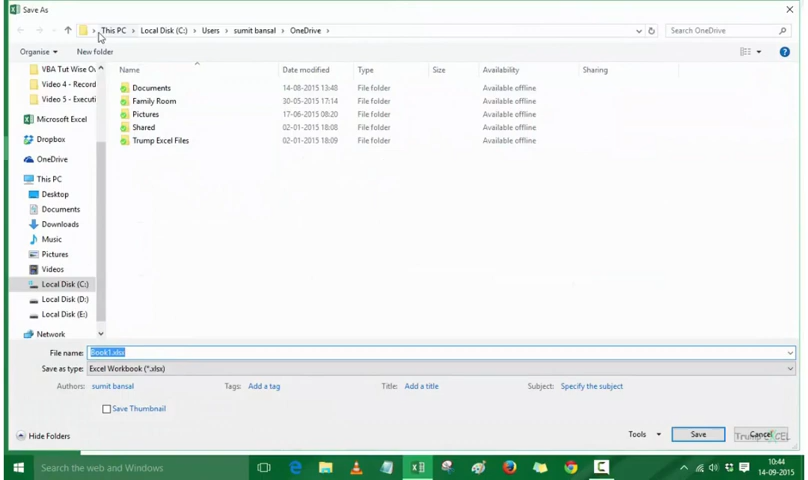 Save As
This PC › Local Disk (C:) › Users › sumit bansal › OneDrive ›
Search OneDrive
Organise
New folder
VBA Tut Wise Ov
Video 4 - Record
Video 5 - Executi
Microsoft Excel
Dropbox
OneDrive
This PC
Desktop
Documents
Downloads
Music
Pictures
Videos
Local Disk (C:)
Local Disk (D:)
Local Disk (E:)
Network
Name Date modified Type Size Availability Sharing
Documents 14-08-2015 13:48 File folder Available offline
Family Room 30-05-2015 17:14 File folder Available offline
Pictures 17-06-2015 08:20 File folder Available offline
Shared 02-01-2015 18:08 File folder Available offline
Trump Excel Files 02-01-2015 18:09 File folder Available offline
File name: Book1.xlsx
Save as type: Excel Workbook (*.xlsx)
Authors: sumit bansal Tags: Add a tag Title: Add a title Subject: Specify the subject
Save Thumbnail
Hide Folders
Tools
Save
Cancel
Trump EXCEL
Search the web and Windows
10:44
14-09-2015